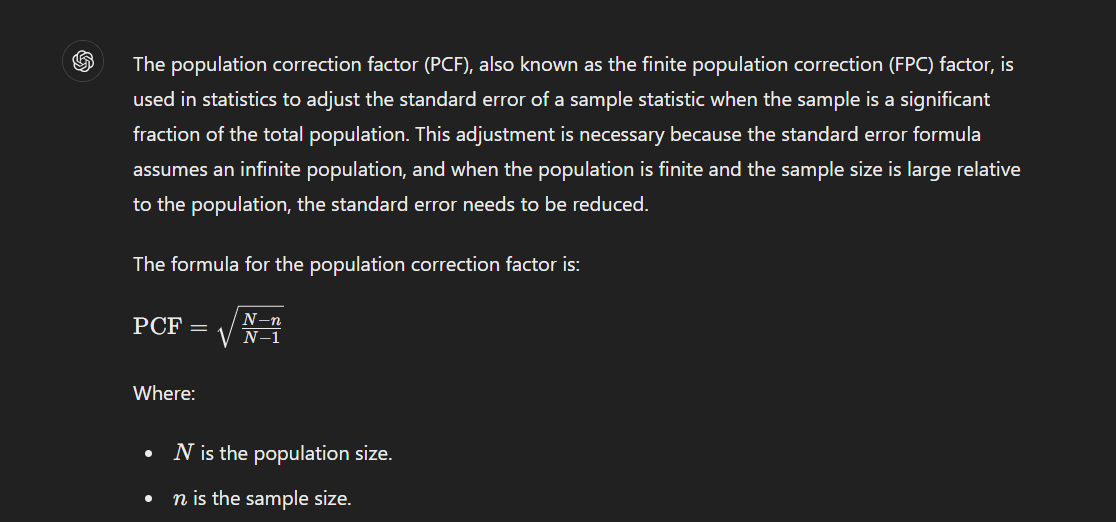 The population correction factor (PCF), also known as the finite population correction (FPC) factor, is
used in statistics to adjust the standard error of a sample statistic when the sample is a significant
fraction of the total population. This adjustment is necessary because the standard error formula
assumes an infinite population, and when the population is finite and the sample size is large relative
to the population, the standard error needs to be reduced.
The formula for the population correction factor is:
PCF = √((N−n)/(N−1))
Where:
• N is the population size.
• n is the sample size.